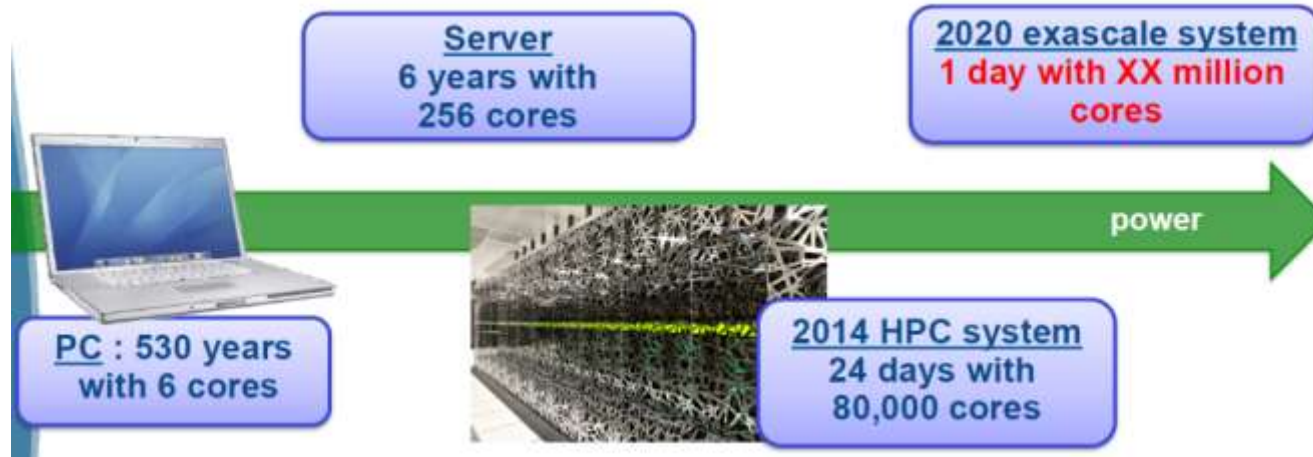 Server
6 years with
256 cores
2020 exascale system
1 day with XX million
cores
power
PC : 530 years
with 6 cores
2014 HPC system
24 days with
80,000 cores